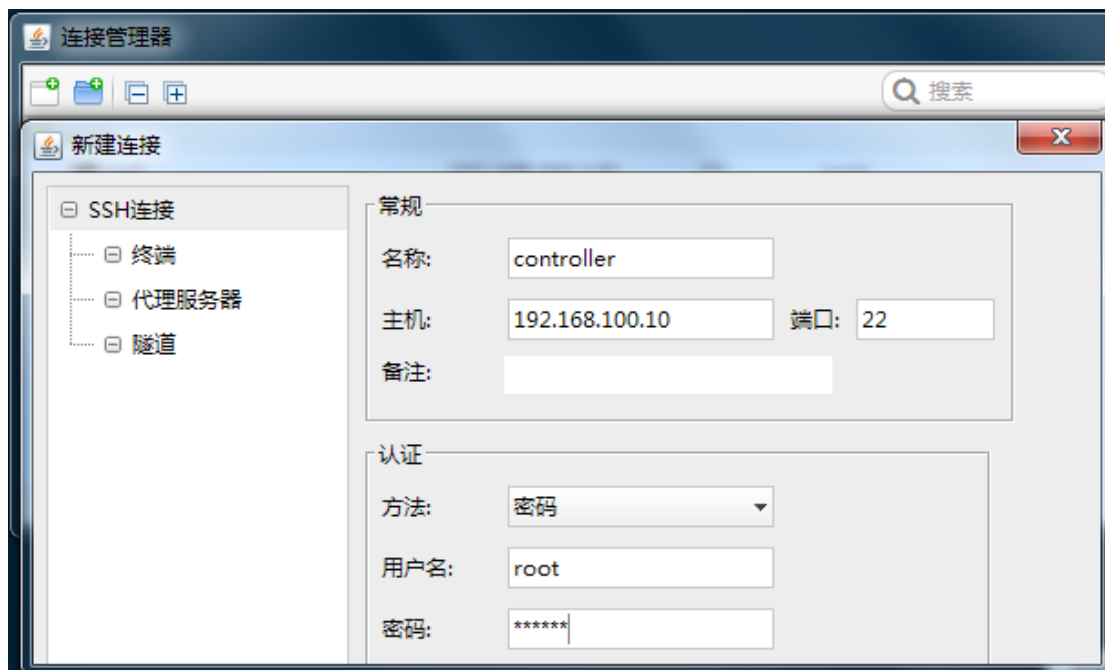 连接管理器
搜索
新建连接
SSH连接
终端
代理服务器
隧道
常规
名称: controller
主机: 192.168.100.10 端口: 22
备注:
认证
方法: 密码
用户名: root
密码: ******